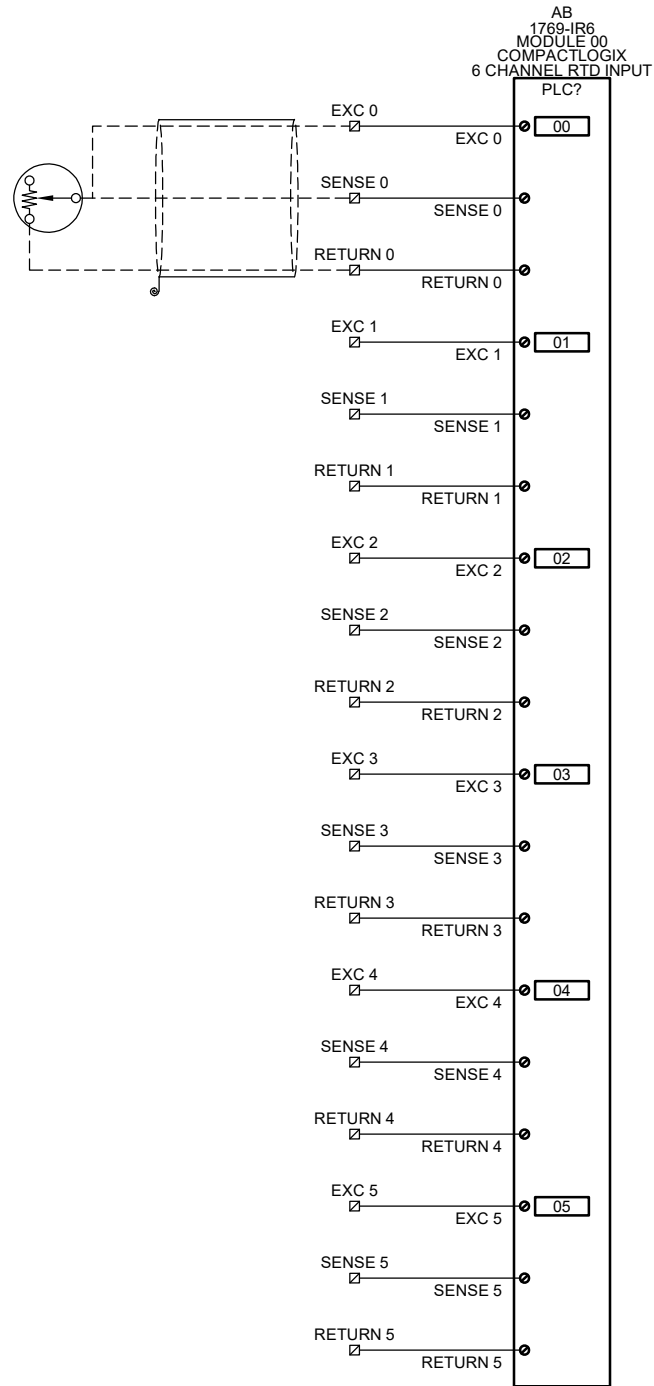 AB
1769-IR6
MODULE 00
COMPACTLOGIX
6 CHANNEL RTD INPUT
PLC?
EXC 0
EXC 0
00
SENSE 0
SENSE 0
RETURN 0
RETURN 0
EXC 1
EXC 1
01
SENSE 1
SENSE 1
RETURN 1
RETURN 1
EXC 2
EXC 2
02
SENSE 2
SENSE 2
RETURN 2
RETURN 2
EXC 3
EXC 3
03
SENSE 3
SENSE 3
RETURN 3
RETURN 3
EXC 4
EXC 4
04
SENSE 4
SENSE 4
RETURN 4
RETURN 4
EXC 5
EXC 5
05
SENSE 5
SENSE 5
RETURN 5
RETURN 5